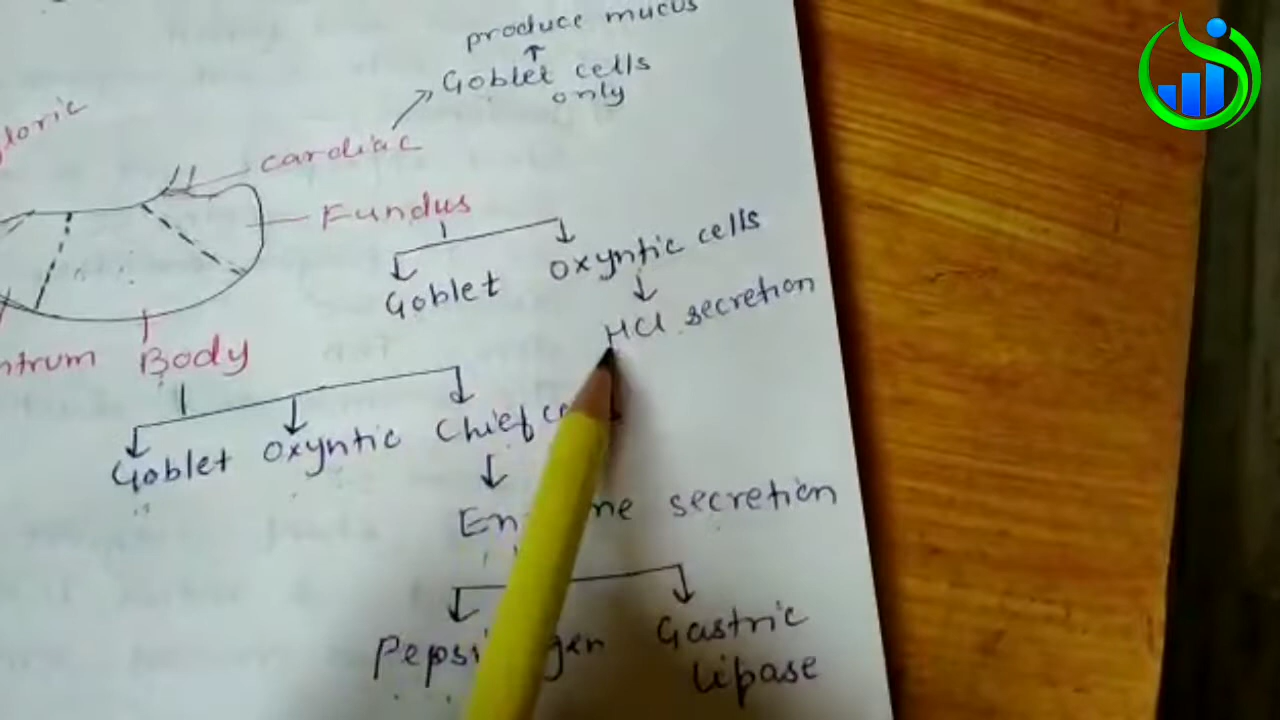 produce mucus
Goblet cells
only
loric
cardiac
Fundus
Goblet oxyntic cells
HCl secretion
ntrum Body
Goblet oxyntic chief
secretion
Gastric
lipase